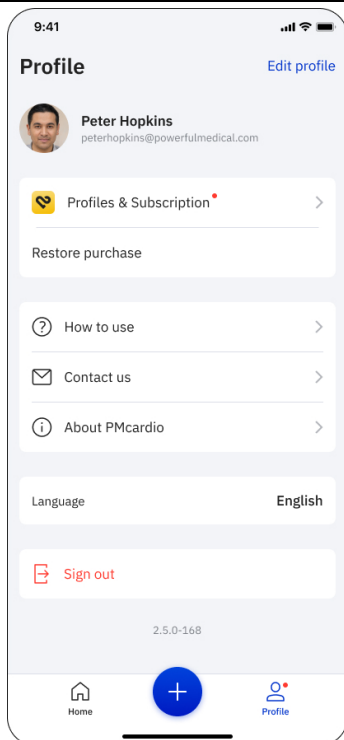 9:41
Profile
Edit profile
Peter Hopkins
peterhopkins@powerfulmedical.com
Profiles & Subscription
Restore purchase
How to use
Contact us
About PMcardio
Language
English
Sign out
2.5.0-168
Home
Profile